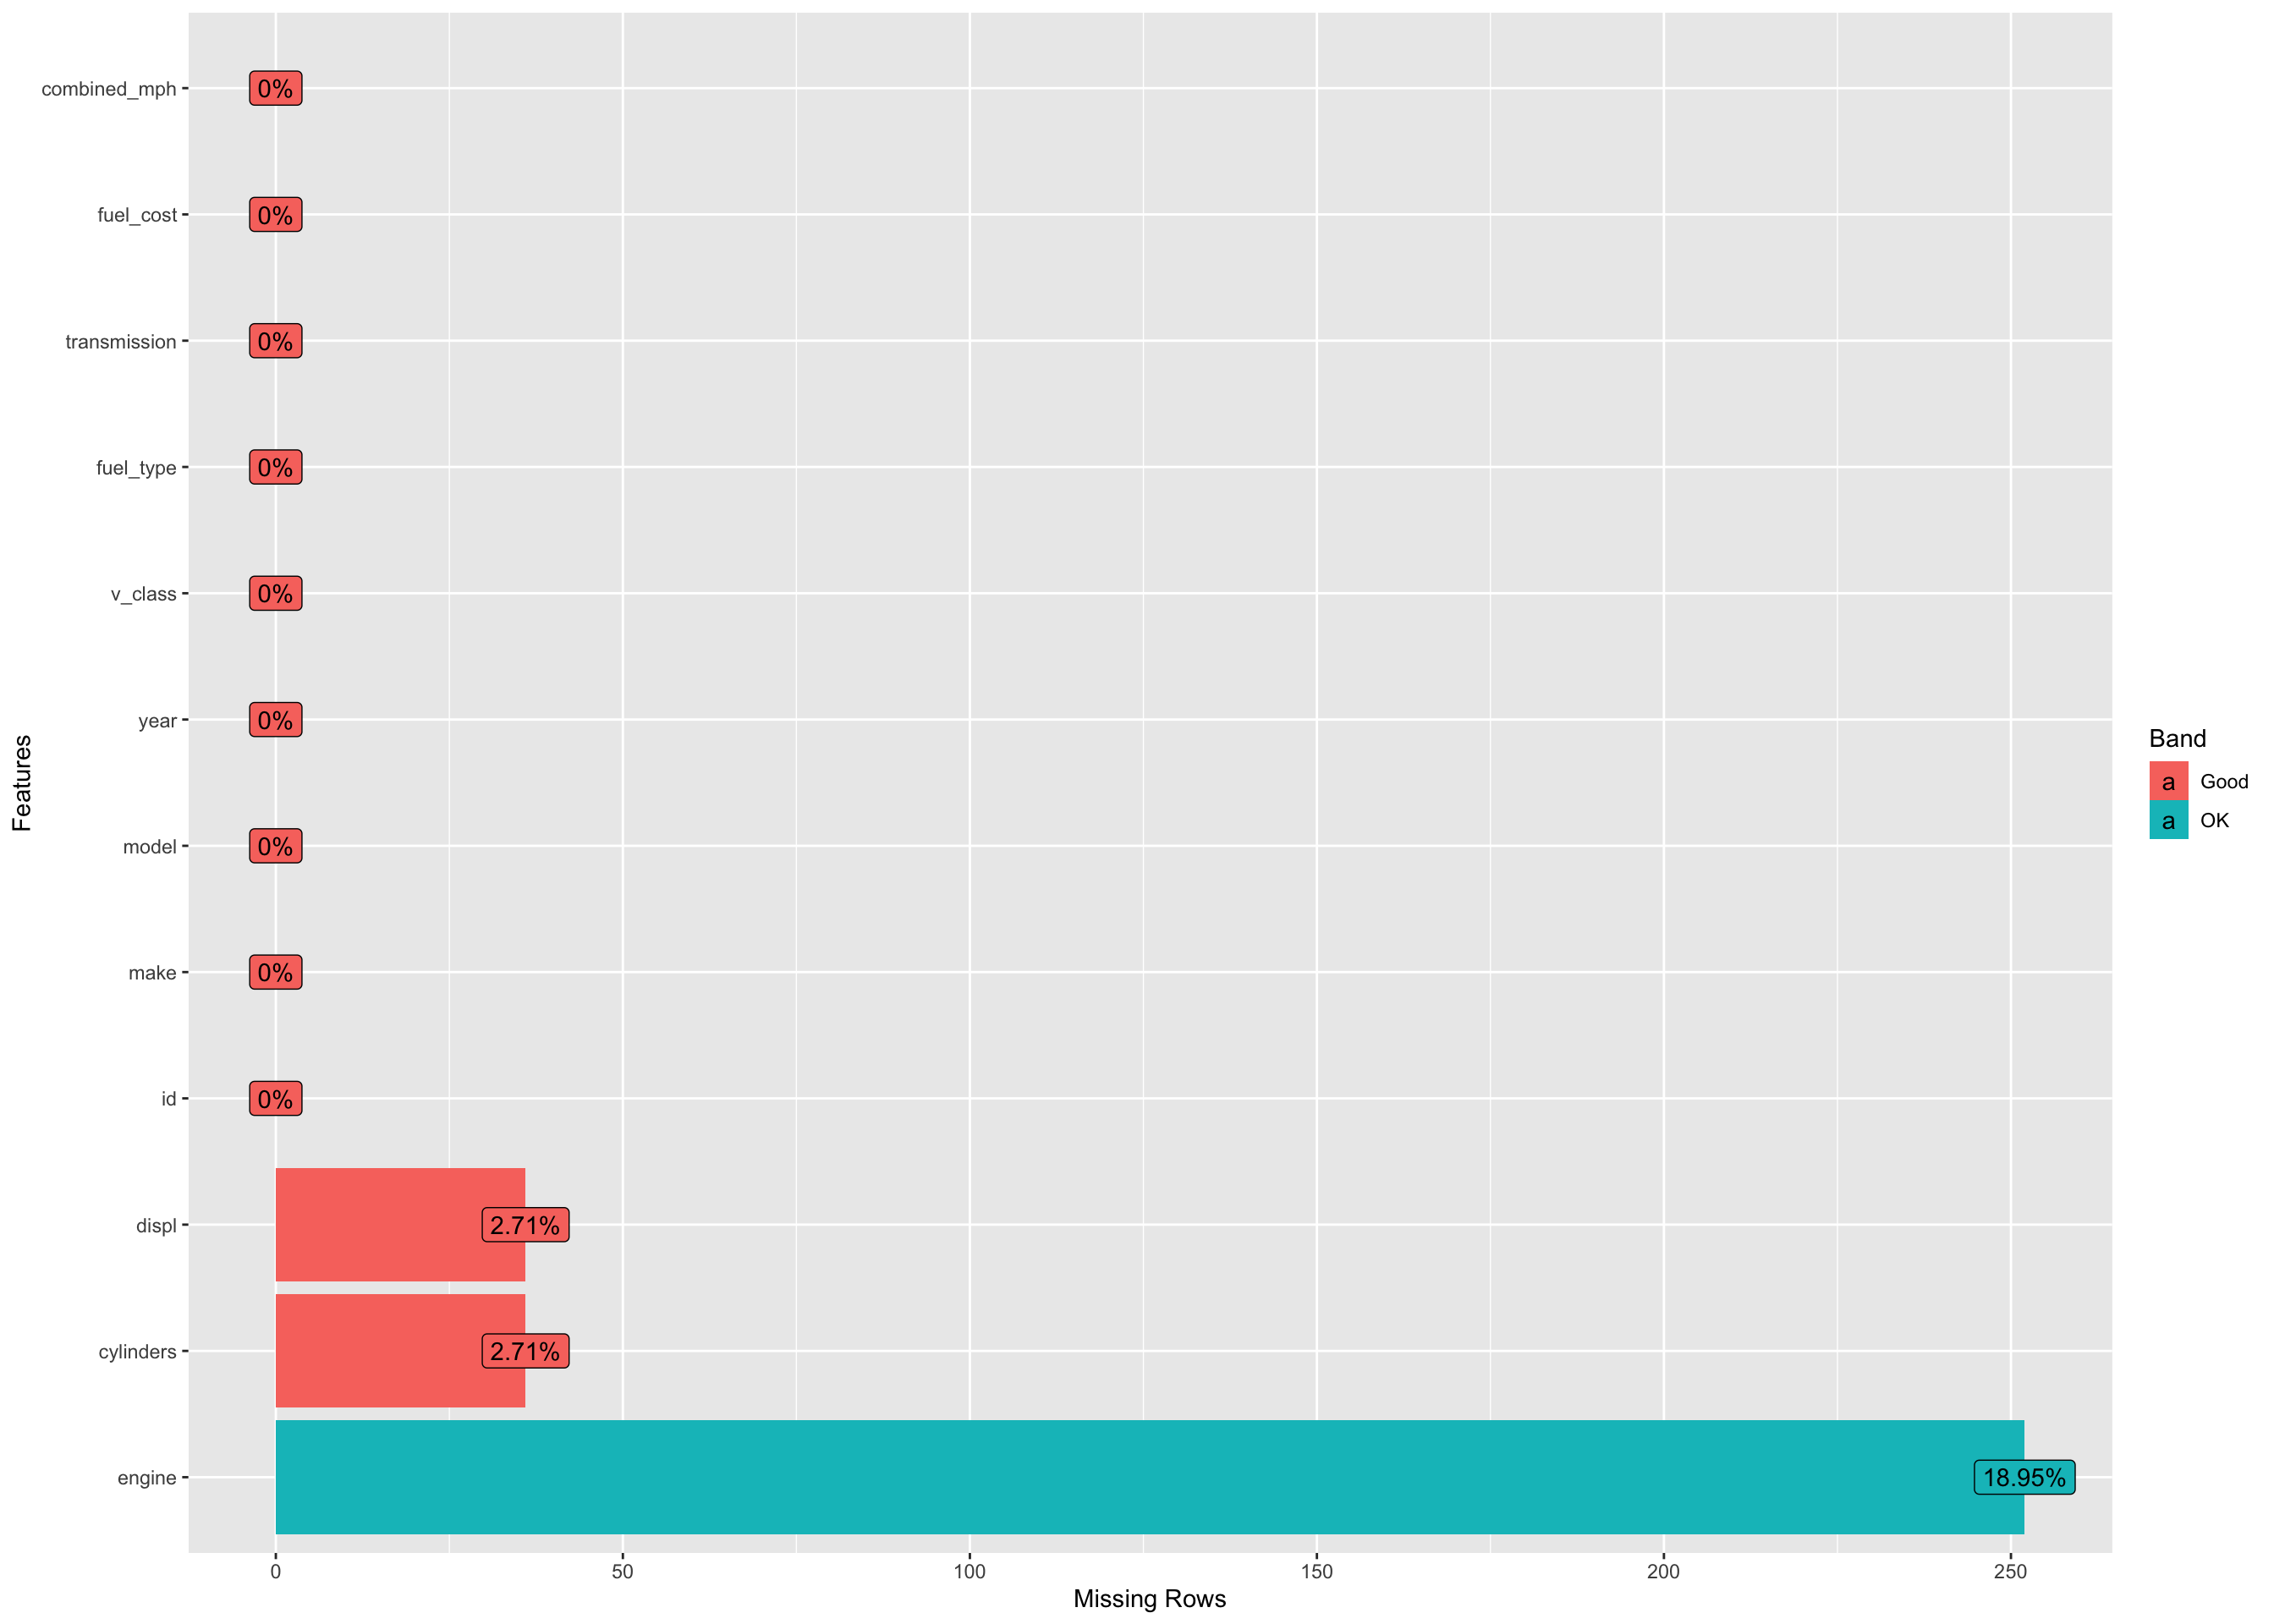 combined_mph 0%
fuel_cost 0%
transmission 0%
fuel_type 0%
v_class 0%
year 0%
model 0%
make 0%
id 0%
displ 2.71%
cylinders 2.71%
engine 18.95%
0 50 100 150 200 250
Missing Rows
Features
Band
a Good
a OK